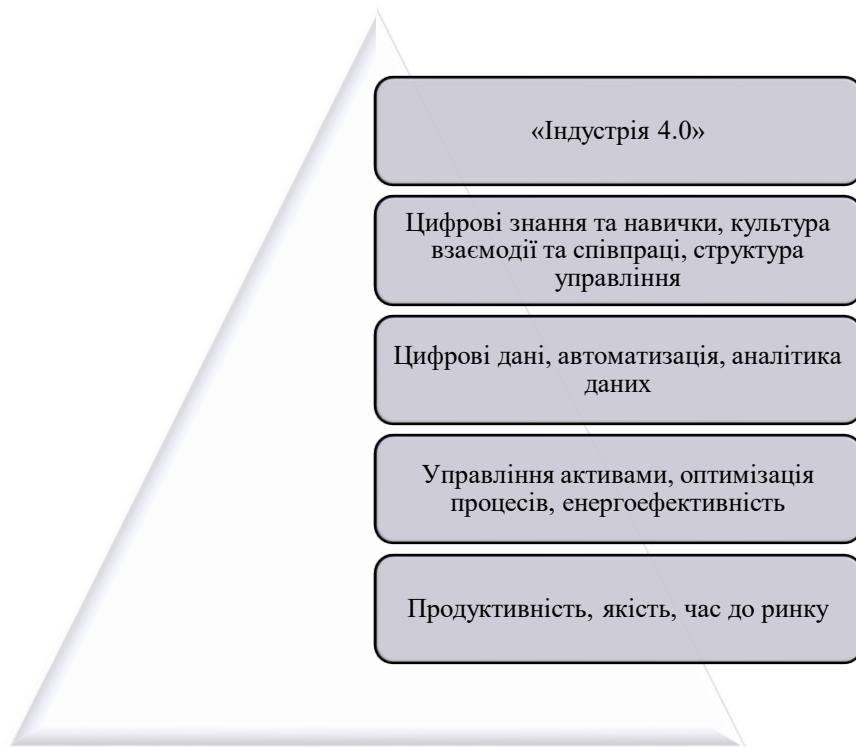 «Індустрія 4.0»
Цифрові знання та навички, культура
взаємодії та співпраці, структура
управління
Цифрові дані, автоматизація, аналітика
даних
Управління активами, оптимізація
процесів, енергоефективність
Продуктивність, якість, час до ринку